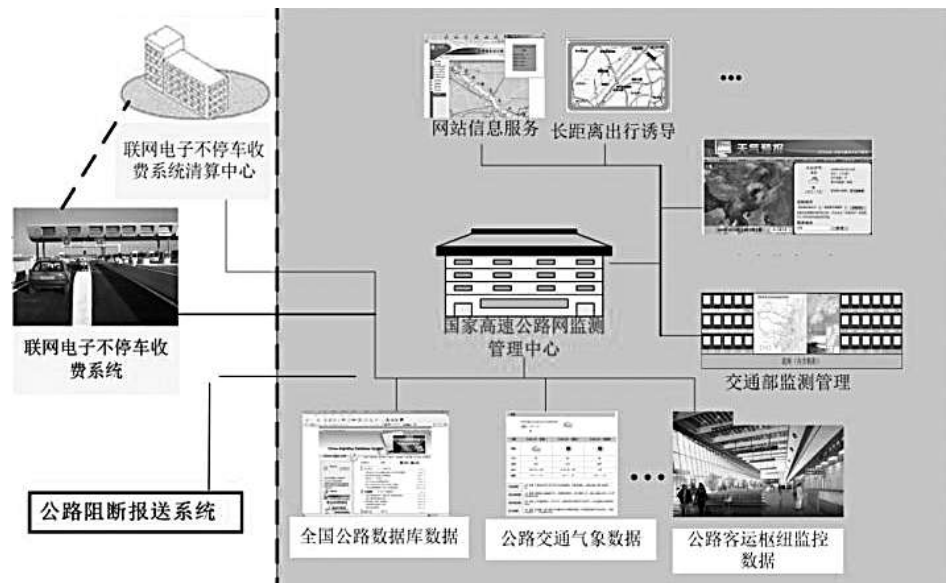 网站信息服务
长距离出行诱导
联网电子不停车收
费系统清算中心
天气警报
国家高速公路网监测
管理中心
联网电子不停车收
费系统
交通部监测管理
公路阻断报送系统
全国公路数据库数据
公路交通气象数据
公路客运枢纽监控
数据